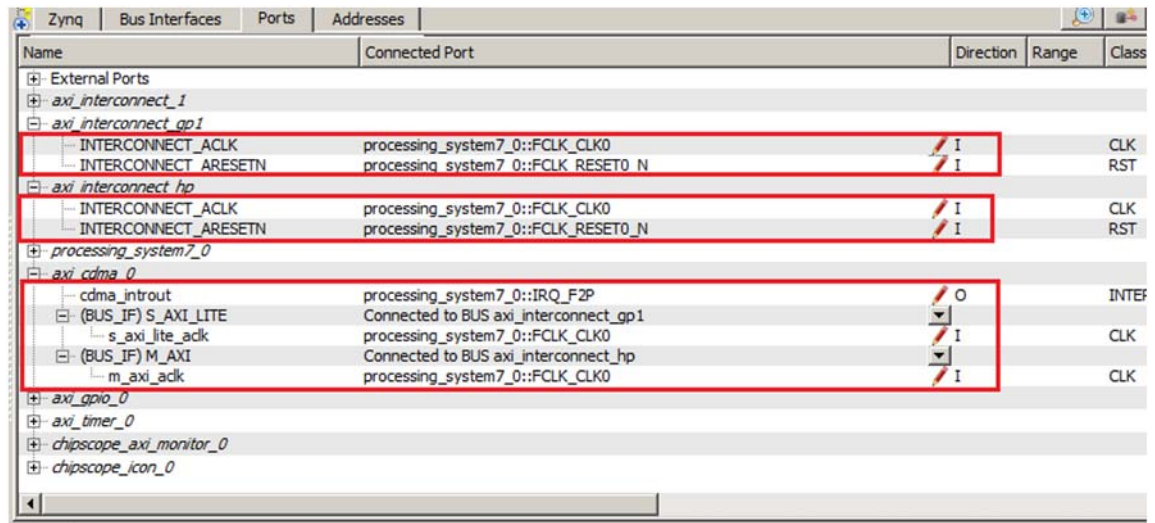 Zynq Bus Interfaces Ports Addresses
Name Connected Port Direction Range Class
External Ports
axi_interconnect_1
axi_interconnect_gp1
INTERCONNECT_ACLK processing_system7_0::FCLK_CLK0 I CLK
INTERCONNECT_ARESETN processing_system7_0::FCLK_RESET0_N I RST
axi_interconnect_hp
INTERCONNECT_ACLK processing_system7_0::FCLK_CLK0 I CLK
INTERCONNECT_ARESETN processing_system7_0::FCLK_RESET0_N I RST
processing_system7_0
axi_cdma_0
cdma_introut processing_system7_0::IRQ_F2P O INTER
(BUS_IF) S_AXI_LITE Connected to BUS axi_interconnect_gp1
s_axi_lite_aclk processing_system7_0::FCLK_CLK0 I CLK
(BUS_IF) M_AXI Connected to BUS axi_interconnect_hp
m_axi_aclk processing_system7_0::FCLK_CLK0 I CLK
axi_gpio_0
axi_timer_0
chipscope_axi_monitor_0
chipscope_icon_0